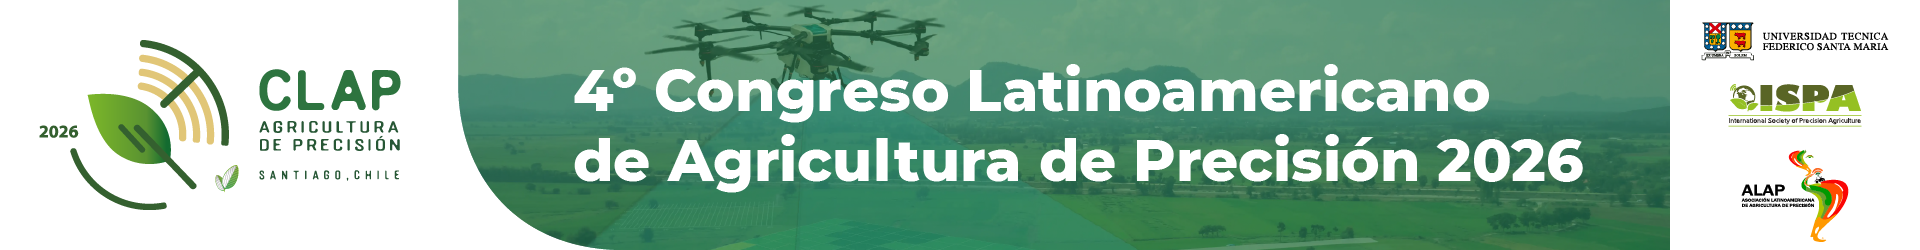 2026
CLAP
AGRICULTURA
DE PRECISIÓN
SANTIAGO, CHILE
4º Congreso Latinoamericano
de Agricultura de Precisión 2026
UNIVERSIDAD TECNICA
FEDERICO SANTA MARIA
ISPA
International Society of Precision Agriculture
ALAP
ASOCIACIÓN LATINOAMERICANA
DE AGRICULTURA DE PRECISIÓN